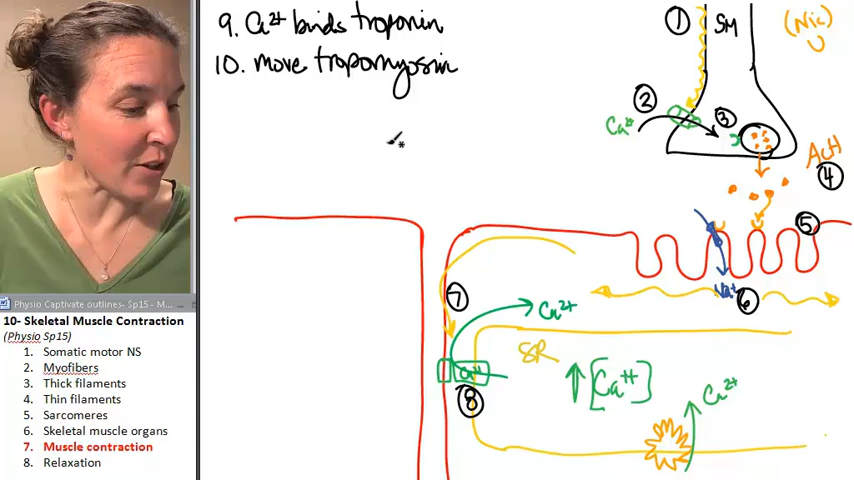 9. Ca2+ binds troponin
10. move tropomyosin
1
SM
(Nic)
2
Ca2+
3
ACH
4
5
Na+
6
7
Ca2+
SR
Ca++
8
↑[Ca++]
Ca2+
Physio Captivate outlines- Sp15 - M...
10- Skeletal Muscle Contraction
(Physio Sp15)
1. Somatic motor NS
2. Myofibers
3. Thick filaments
4. Thin filaments
5. Sarcomeres
6. Skeletal muscle organs
7. Muscle contraction
8. Relaxation